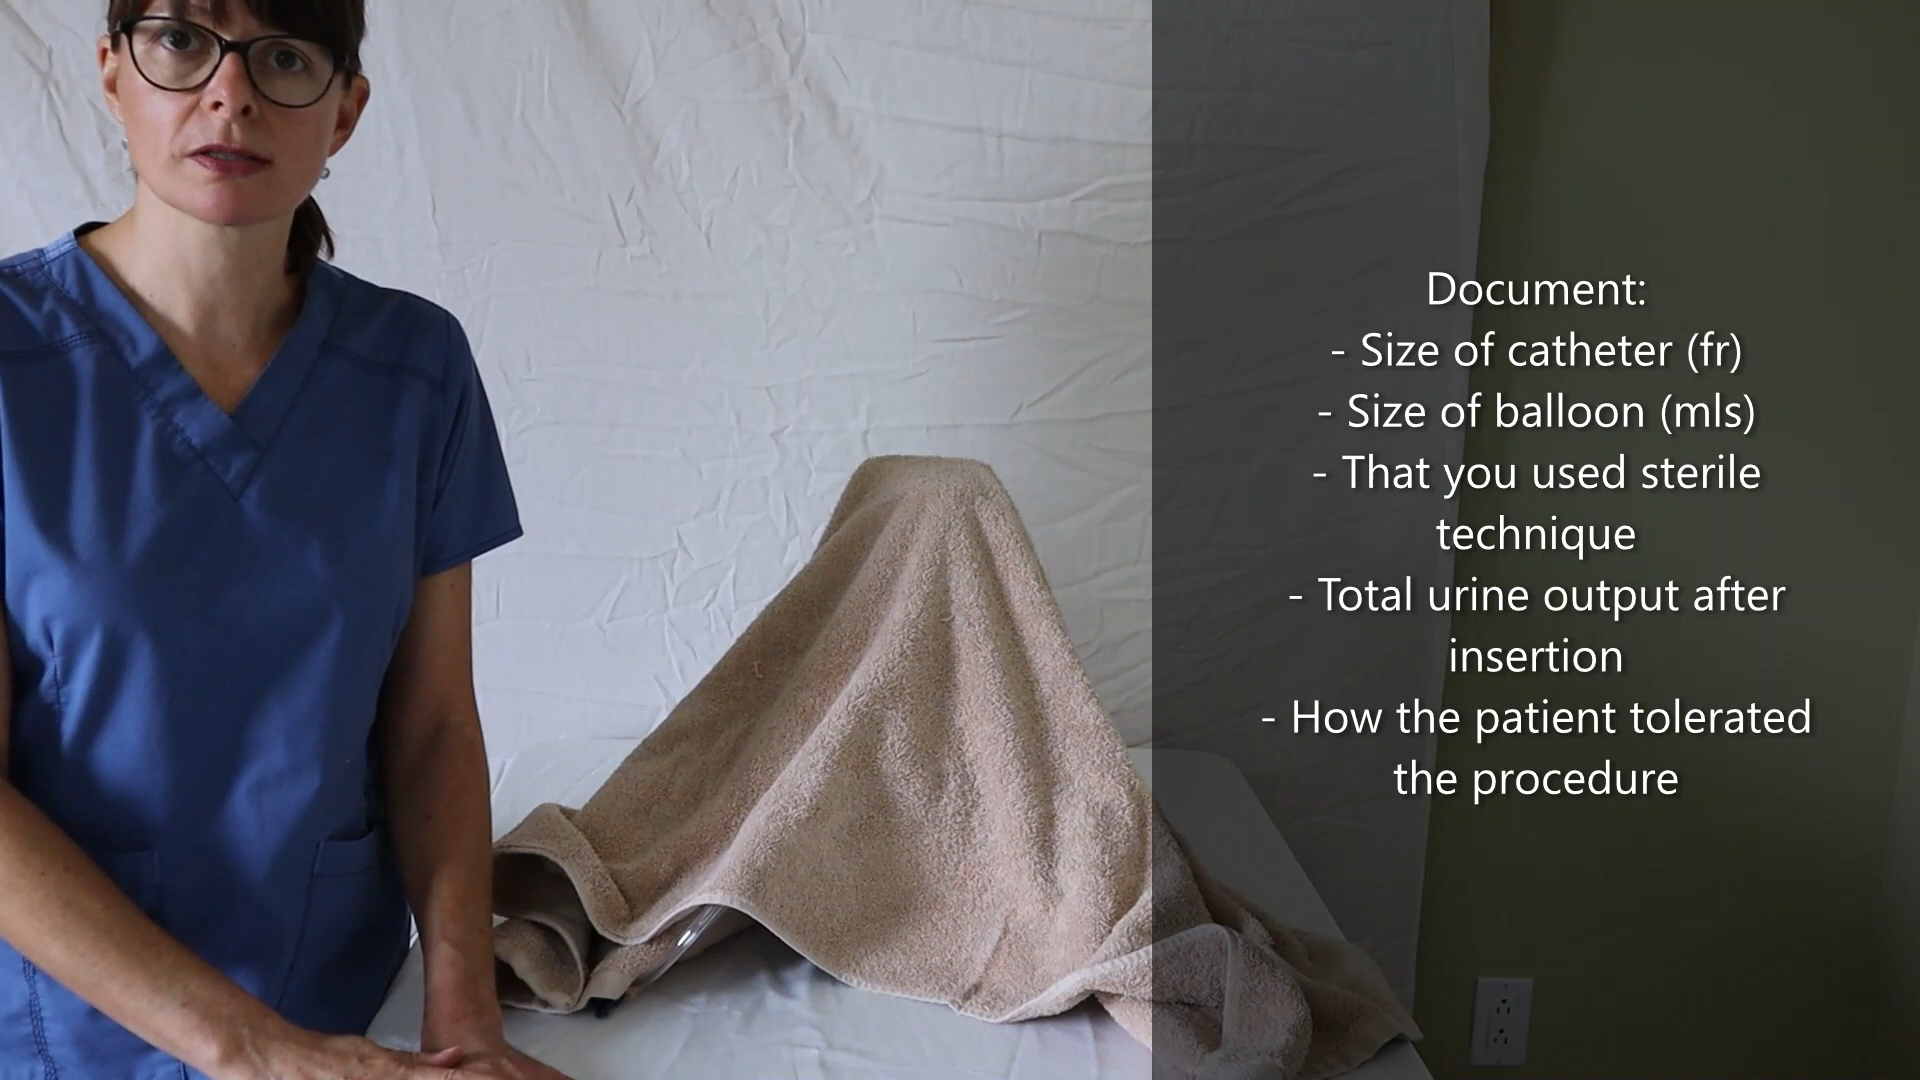 Document:
- Size of catheter (fr)
- Size of balloon (mls)
- That you used sterile
technique
- Total urine output after
insertion
- How the patient tolerated
the procedure